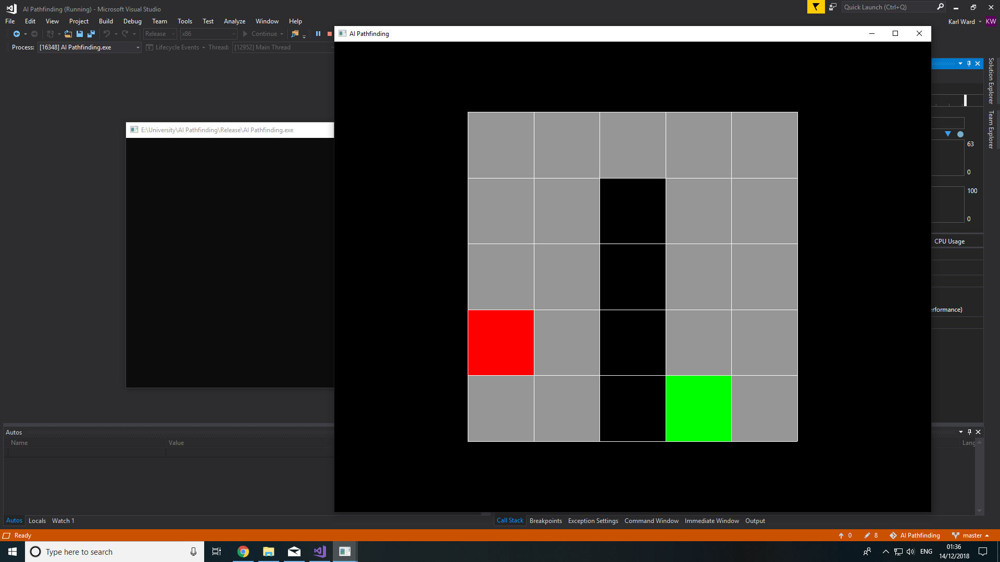 AI Pathfinding (Running) - Microsoft Visual Studio
Quick Launch (Ctrl+Q)
File Edit View Project Build Debug Team Tools Test Analyze Window Help
Karl Ward KW
Release x86 Continue
Process: [16348] AI Pathfinding.exe Lifecycle Events Thread: [12952] Main Thread
AI Pathfinding
Solution Explorer
Team Explorer
E:\University\AI Pathfinding\Release\AI Pathfinding.exe
63
0
100
0
CPU Usage
erformance)
Autos
Name Value
Lang
Autos Locals Watch 1
Call Stack Breakpoints Exception Settings Command Window Immediate Window Output
Ready
0 8 AI Pathfinding master
Type here to search
ENG
01:36
14/12/2018